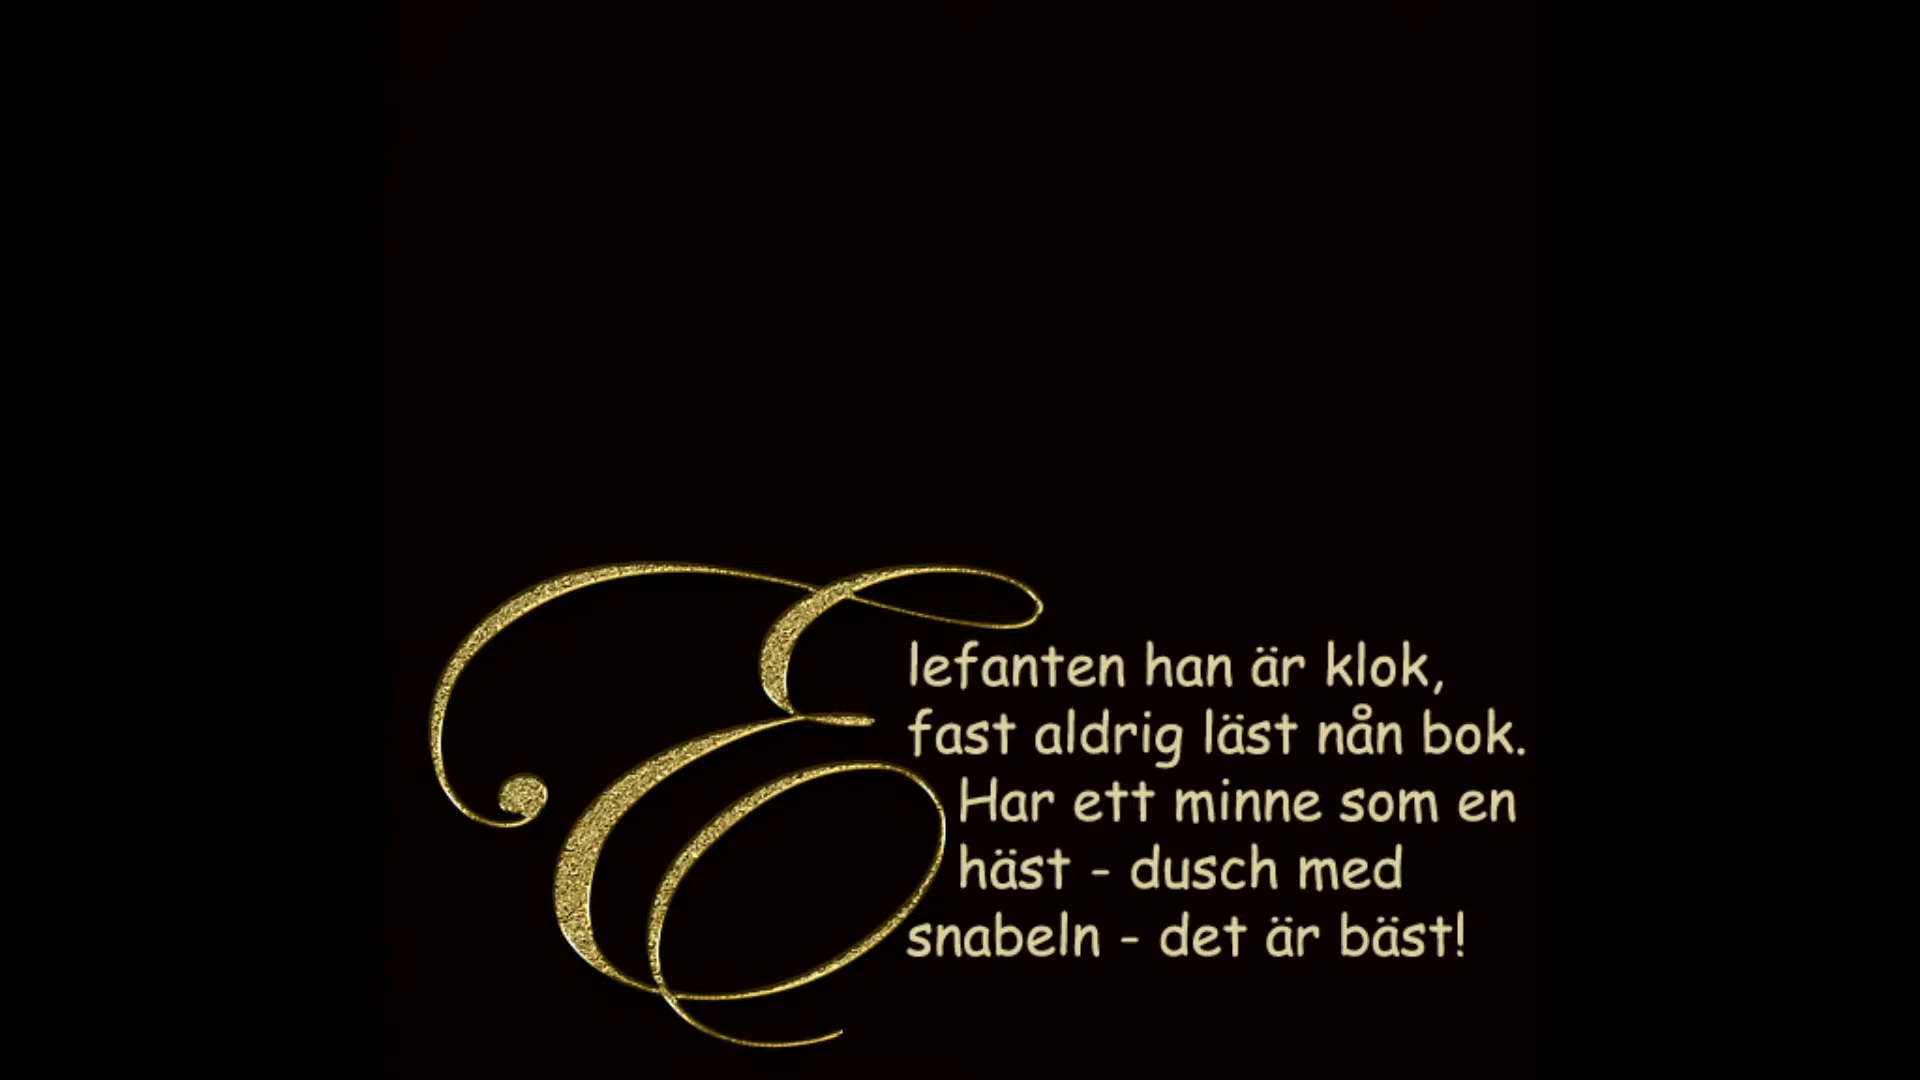 Elefanten han är klok,
fast aldrig läst nån bok.
Har ett minne som en
häst - dusch med
snabeln - det är bäst!